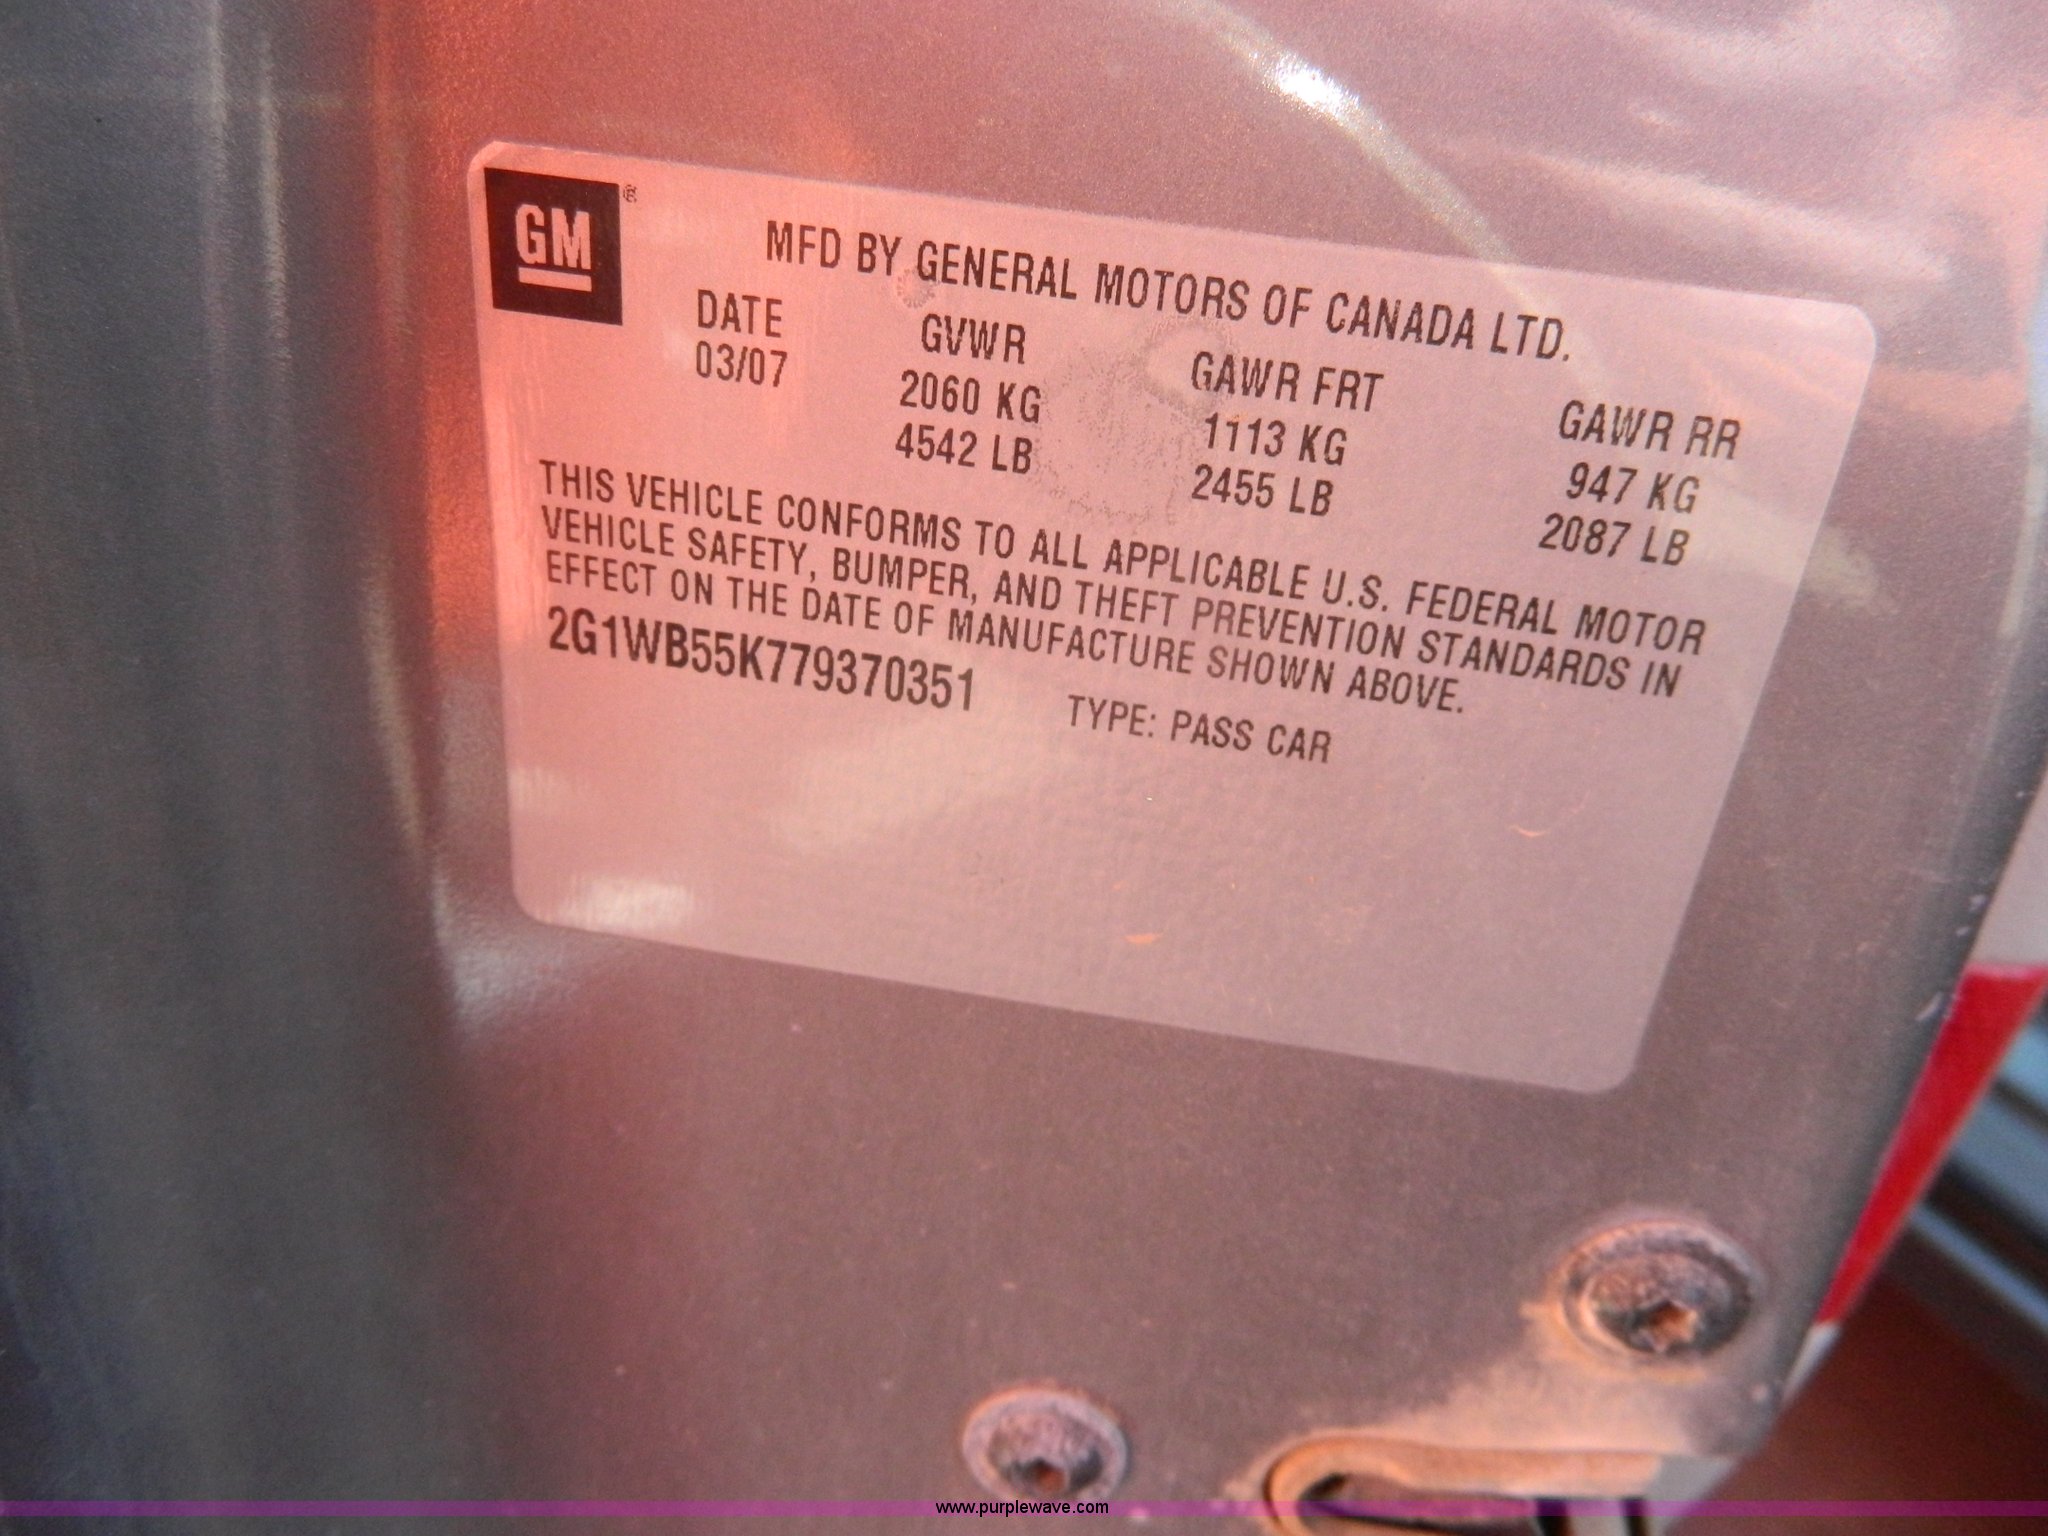 GM ®
MFD BY GENERAL MOTORS OF CANADA LTD.
DATE GVWR GAWR FRT GAWR RR
03/07 2060 KG 1113 KG 947 KG
4542 LB 2455 LB 2087 LB
THIS VEHICLE CONFORMS TO ALL APPLICABLE U.S. FEDERAL MOTOR
VEHICLE SAFETY, BUMPER, AND THEFT PREVENTION STANDARDS IN
EFFECT ON THE DATE OF MANUFACTURE SHOWN ABOVE.
2G1WB55K779370351 TYPE: PASS CAR
www.purplewave.com